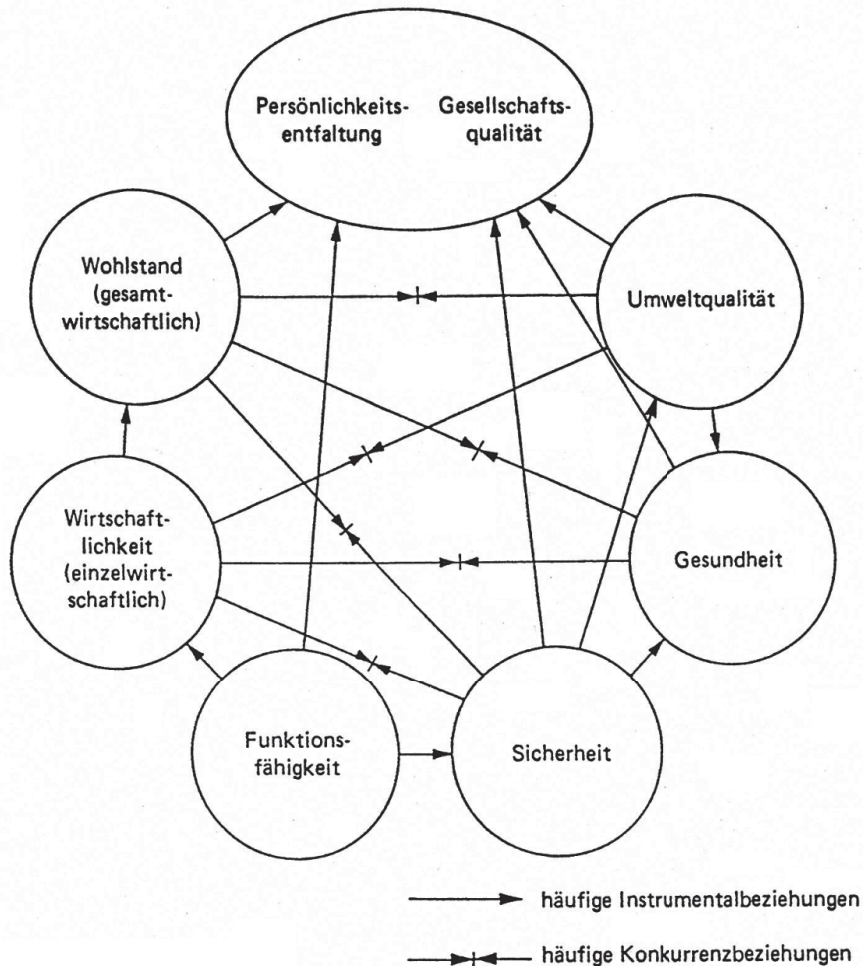 Persönlichkeits-
entfaltung
Gesellschafts-
qualität
Wohlstand
(gesamt-
wirtschaftlich)
Umweltqualität
Wirtschaft-
lichkeit
(einzelwirt-
schaftlich)
Gesundheit
Funktions-
fähigkeit
Sicherheit
häufige Instrumentalbeziehungen
häufige Konkurrenzbeziehungen